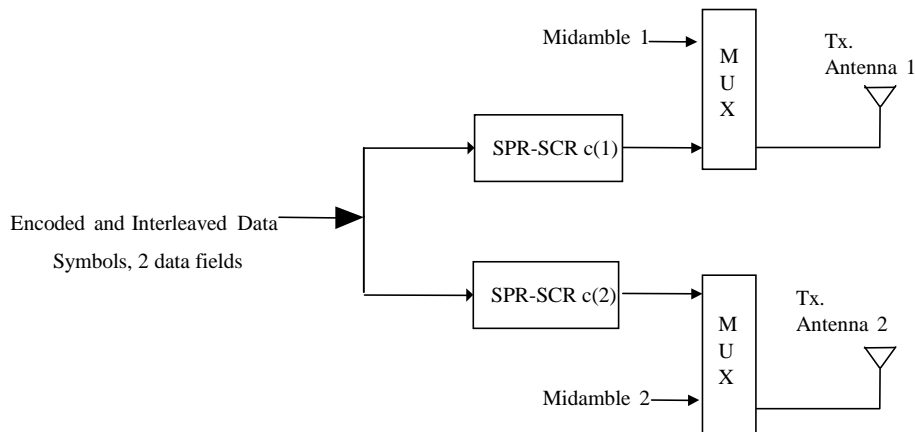 Midamble 1
M
U
X
Tx.
Antenna 1
SPR-SCR c(1)
Encoded and Interleaved Data
Symbols, 2 data fields
SPR-SCR c(2)
M
U
X
Tx.
Antenna 2
Midamble 2